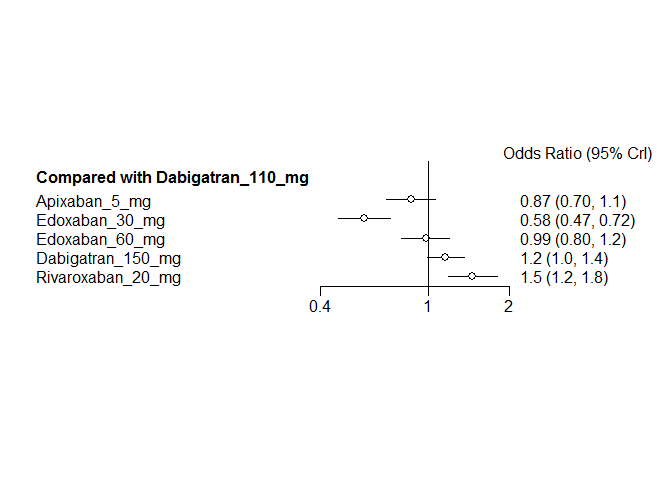 Odds Ratio (95% CrI)
Compared with Dabigatran_110_mg
Apixaban_5_mg 0.87 (0.70, 1.1)
Edoxaban_30_mg 0.58 (0.47, 0.72)
Edoxaban_60_mg 0.99 (0.80, 1.2)
Dabigatran_150_mg 1.2 (1.0, 1.4)
Rivaroxaban_20_mg 1.5 (1.2, 1.8)
0.4 1 2